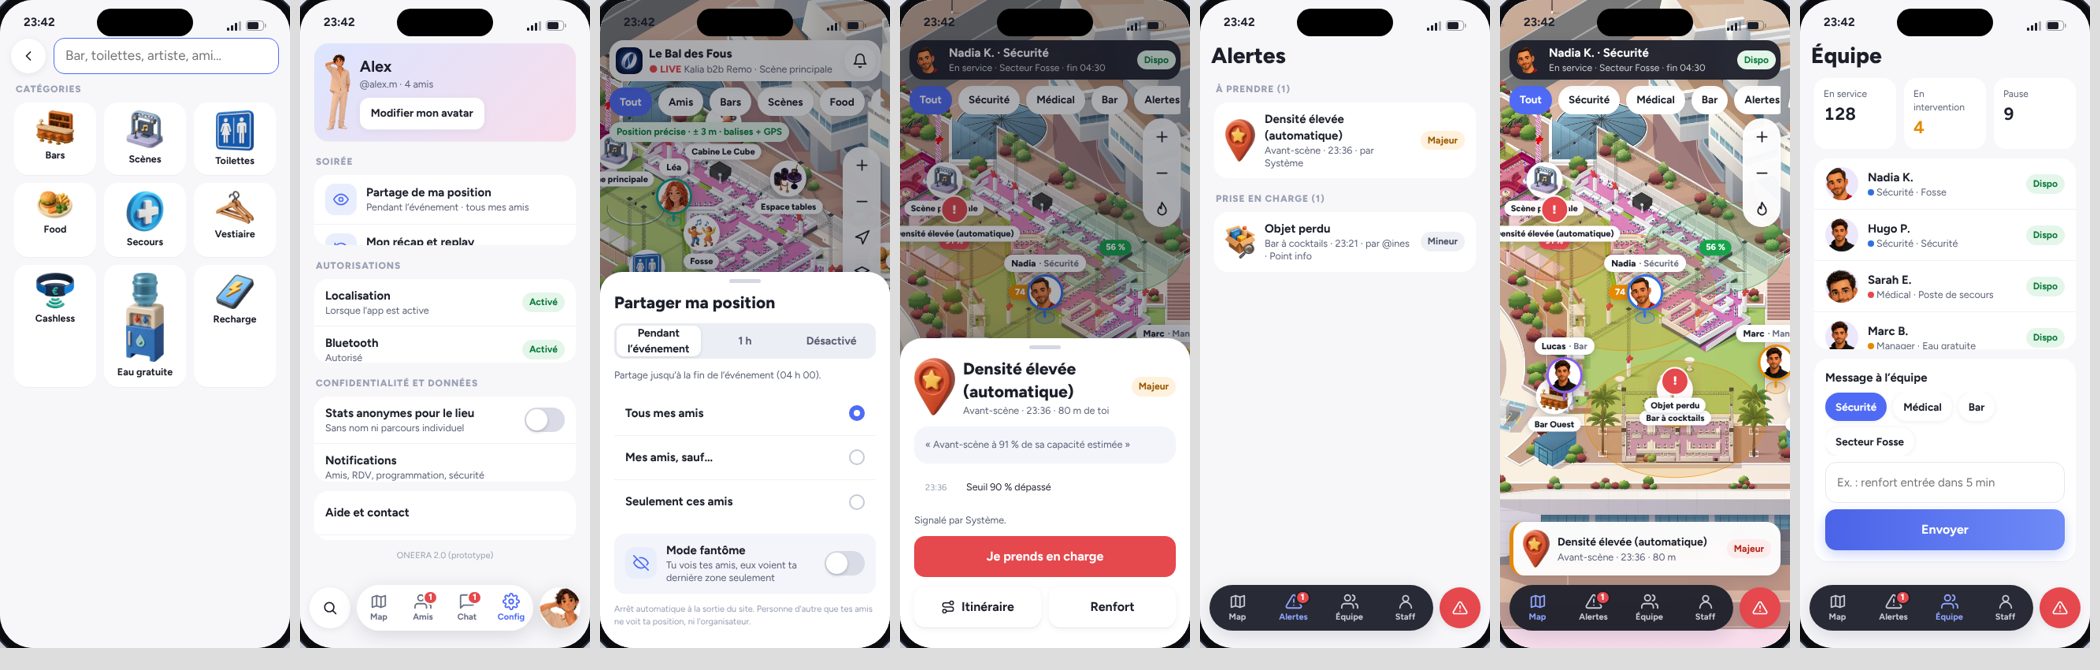 23:42
Bar, toilettes, artiste, ami...
CATÉGORIES
Bars
Scènes
Toilettes
Food
Secours
Vestiaire
Cashless
Eau gratuite
Recharge
23:42
Alex
@alex.m · 4 amis
Modifier mon avatar
SOIRÉE
Partage de ma position
Pendant l'événement · tous mes amis
Mon récap et replay
AUTORISATIONS
Localisation
Lorsque l'app est active
Activé
Bluetooth
Autorisé
Activé
CONFIDENTIALITÉ ET DONNÉES
Stats anonymes pour le lieu
Sans nom ni parcours individuel
Notifications
Amis, RDV, programmation, sécurité
Aide et contact
ONEERA 2.0 (prototype)
Map
1
Amis
1
Chat
Config
23:42
Le Bal des Fous
LIVE Kalia b2b Remo · Scène principale
Tout
Amis
Bars
Scènes
Food
Position précise · ± 3 m · balises + GPS
Cabine Le Cube
Léa
e principale
Espace tables
Fosse
Partager ma position
Pendant
l'événement
1 h
Désactivé
Partage jusqu'à la fin de l'événement (04 h 00).
Tous mes amis
Mes amis, sauf...
Seulement ces amis
Mode fantôme
Tu vois tes amis, eux voient ta
dernière zone seulement
Arrêt automatique à la sortie du site. Personne d'autre que tes amis
ne voit ta position, ni l'organisateur.
23:42
Nadia K. · Sécurité
En service · Secteur Fosse · fin 04:30
Dispo
Tout
Sécurité
Médical
Bar
Alertes
Scène p
ale
ensité élevée (automatique)
56 %
Nadia · Sécurité
74
Marc · Man
Densité élevée
(automatique)
Avant-scène · 23:36 · 80 m de toi
Majeur
« Avant-scène à 91 % de sa capacité estimée »
23:36
Seuil 90 % dépassé
Signalé par Système.
Je prends en charge
Itinéraire
Renfort
23:42
Alertes
À PRENDRE (1)
Densité élevée
(automatique)
Avant-scène · 23:36 · par
Système
Majeur
PRISE EN CHARGE (1)
Objet perdu
Bar à cocktails · 23:21 · par @ines
· Point info
Mineur
Map
1
Alertes
Équipe
Staff
23:42
Nadia K. · Sécurité
En service · Secteur Fosse · fin 04:30
Dispo
Tout
Sécurité
Médical
Bar
Alertes
Scène p
le
ensité élevée (automatique)
56 %
Nadia · Sécurité
74
Marc · Man
Lucas · Bar
Bar Ouest
Objet perdu
Bar à cocktails
Densité élevée (automatique)
Avant-scène · 23:36 · 80 m
Majeur
Map
1
Alertes
Équipe
Staff
23:42
Équipe
En service
128
En
intervention
4
Pause
9
Nadia K.
Sécurité · Fosse
Dispo
Hugo P.
Sécurité · Sécurité
Dispo
Sarah E.
Médical · Poste de secours
Dispo
Marc B.
Manager · Eau gratuite
Dispo
Message à l'équipe
Sécurité
Médical
Bar
Secteur Fosse
Ex. : renfort entrée dans 5 min
Envoyer
Map
1
Alertes
Équipe
Staff